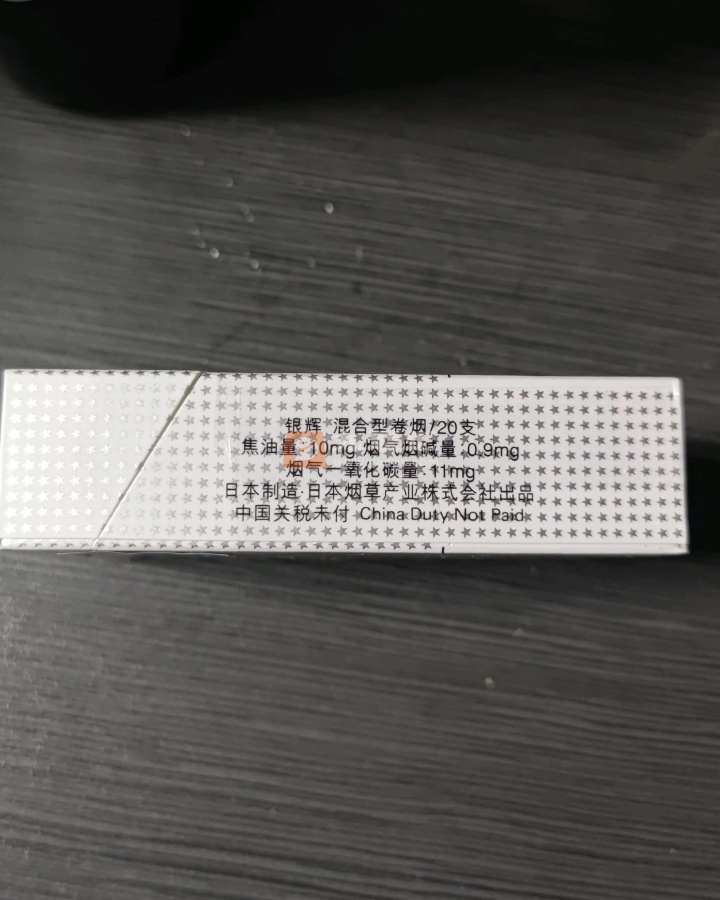 银辉 混合型卷烟/20支
焦油量:10mg 烟气烟碱量:0.9mg
烟气一氧化碳量:11mg
日本制造·日本烟草产业株式会社出品
中国关税未付 China Duty Not Paid